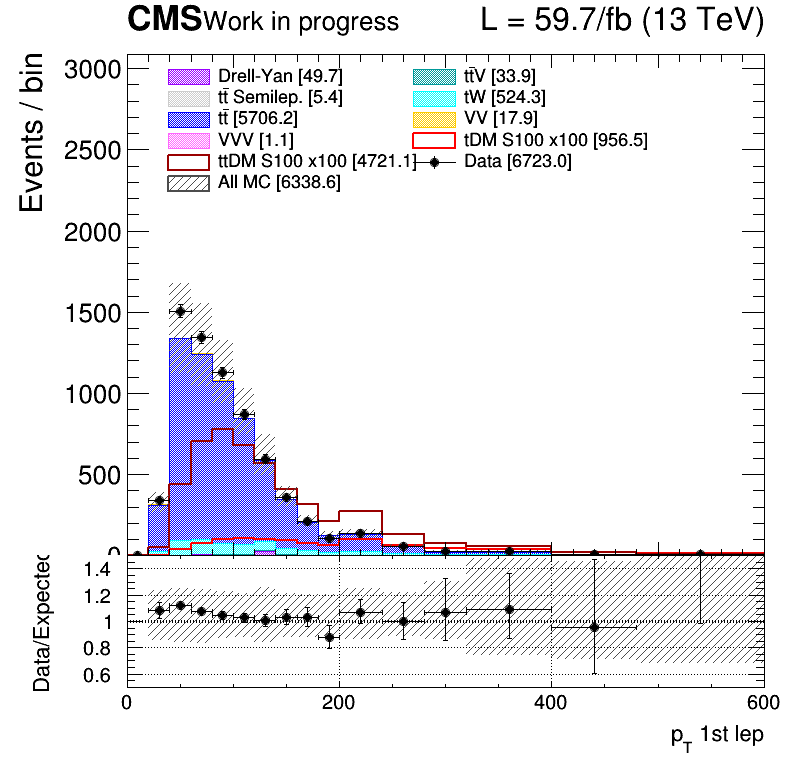 CMS Work in progress L = 59.7/fb (13 TeV)
Events / bin
3000
2500
2000
1500
1000
500
0
Drell-Yan [49.7]
tt̄V [33.9]
tt̄ Semilep. [5.4]
tW [524.3]
tt̄ [5706.2]
VV [17.9]
VVV [1.1]
tDM S100 x100 [956.5]
ttDM S100 x100 [4721.1]
Data [6723.0]
All MC [6338.6]
Data/Expected
1.4
1.2
1
0.8
0.6
0 200 400 600
p_T 1st lep